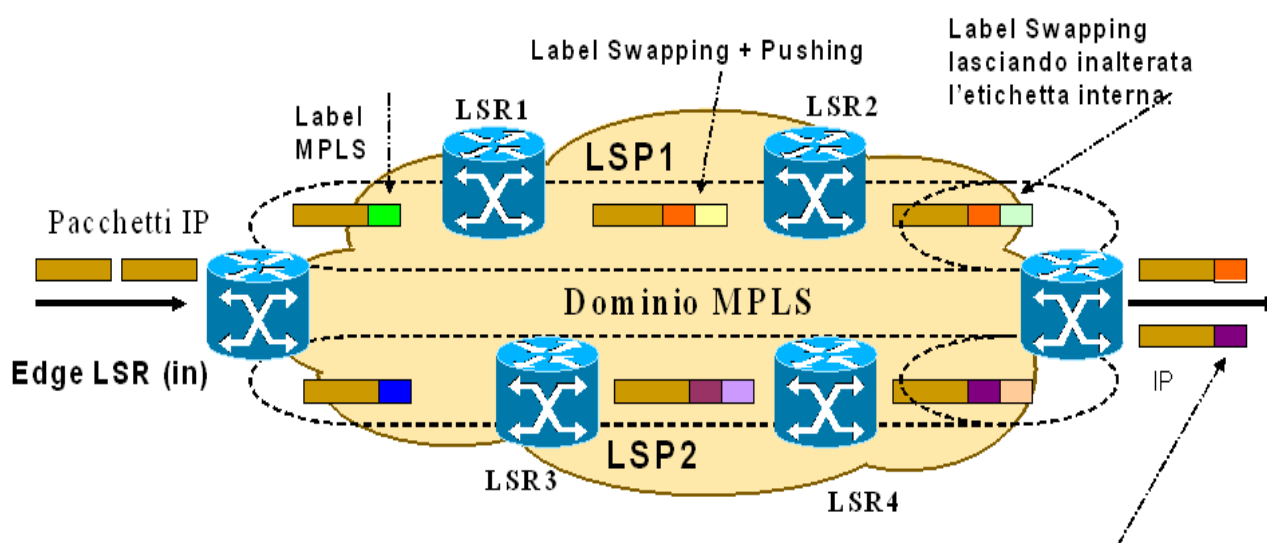 Label Swapping + Pushing
Label Swapping
lasciando inalterata
l'etichetta interna.
Label
MPLS
LSR1
LSR2
LSP1
Pacchetti IP
Dominio MPLS
Edge LSR (in)
IP
LSP2
LSR3
LSR4